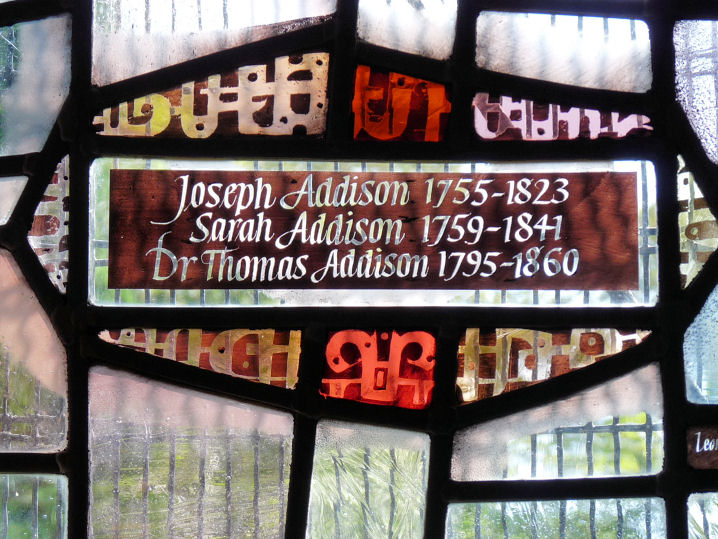 Joseph Addison 1755-1823
Sarah Addison 1759-1841
Dr Thomas Addison 1795-1860